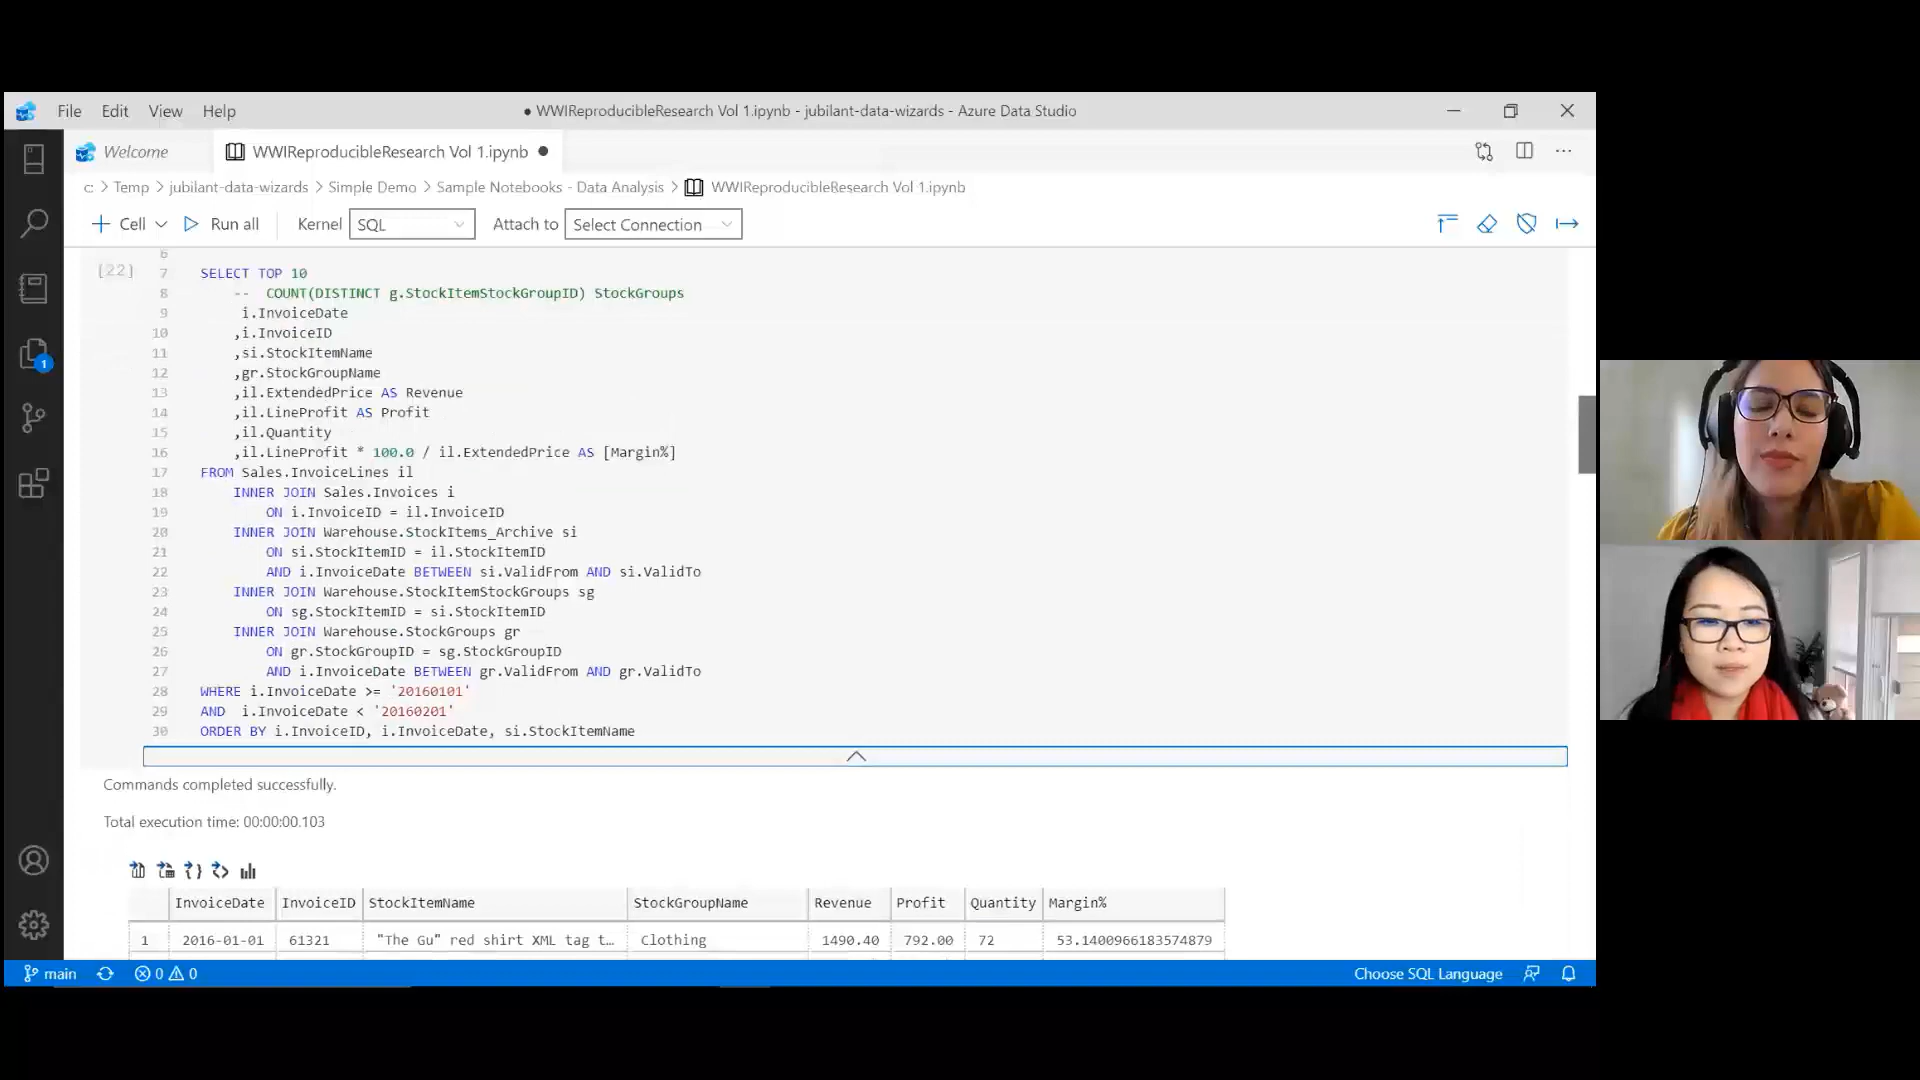 File Edit View Help
● WWIReproducibleResearch Vol 1.ipynb - jubilant-data-wizards - Azure Data Studio
Welcome
WWIReproducibleResearch Vol 1.ipynb ●
c: > Temp > jubilant-data-wizards > Simple Demo > Sample Notebooks - Data Analysis > WWIReproducibleResearch Vol 1.ipynb
Cell Run all Kernel SQL Attach to Select Connection
6
[22] 7 SELECT TOP 10
8 -- COUNT(DISTINCT g.StockItemStockGroupID) StockGroups
9 i.InvoiceDate
10 ,i.InvoiceID
11 ,si.StockItemName
12 ,gr.StockGroupName
13 ,il.ExtendedPrice AS Revenue
14 ,il.LineProfit AS Profit
15 ,il.Quantity
16 ,il.LineProfit * 100.0 / il.ExtendedPrice AS [Margin%]
17 FROM Sales.InvoiceLines il
18 INNER JOIN Sales.Invoices i
19 ON i.InvoiceID = il.InvoiceID
20 INNER JOIN Warehouse.StockItems_Archive si
21 ON si.StockItemID = il.StockItemID
22 AND i.InvoiceDate BETWEEN si.ValidFrom AND si.ValidTo
23 INNER JOIN Warehouse.StockItemStockGroups sg
24 ON sg.StockItemID = si.StockItemID
25 INNER JOIN Warehouse.StockGroups gr
26 ON gr.StockGroupID = sg.StockGroupID
27 AND i.InvoiceDate BETWEEN gr.ValidFrom AND gr.ValidTo
28 WHERE i.InvoiceDate >= '20160101'
29 AND i.InvoiceDate < '20160201'
30 ORDER BY i.InvoiceID, i.InvoiceDate, si.StockItemName
1
Commands completed successfully.
Total execution time: 00:00:00.103
InvoiceDate InvoiceID StockItemName StockGroupName Revenue Profit Quantity Margin%
1 2016-01-01 61321 "The Gu" red shirt XML tag t... Clothing 1490.40 792.00 72 53.1400966183574879
main 0 0 Choose SQL Language